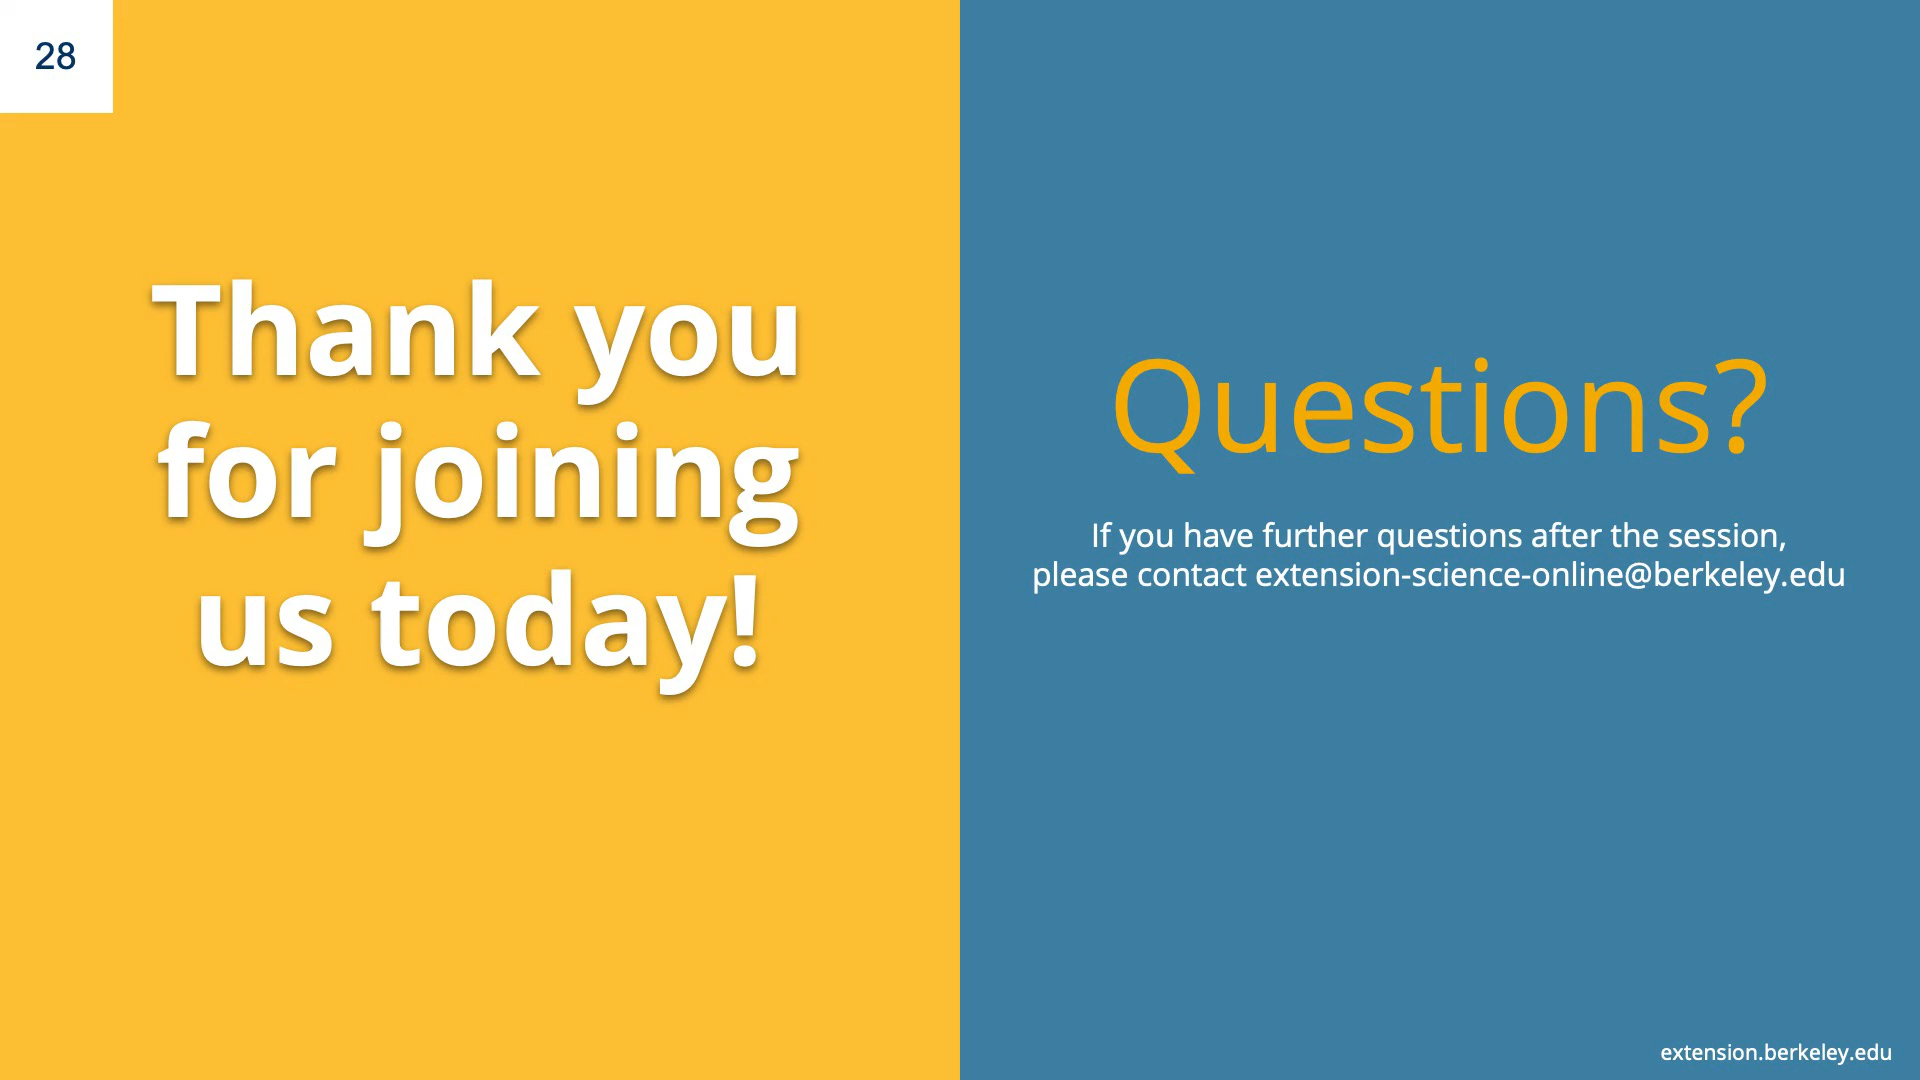 28
Thank you
for joining
us today!
Questions?
If you have further questions after the session,
please contact extension-science-online@berkeley.edu
extension.berkeley.edu